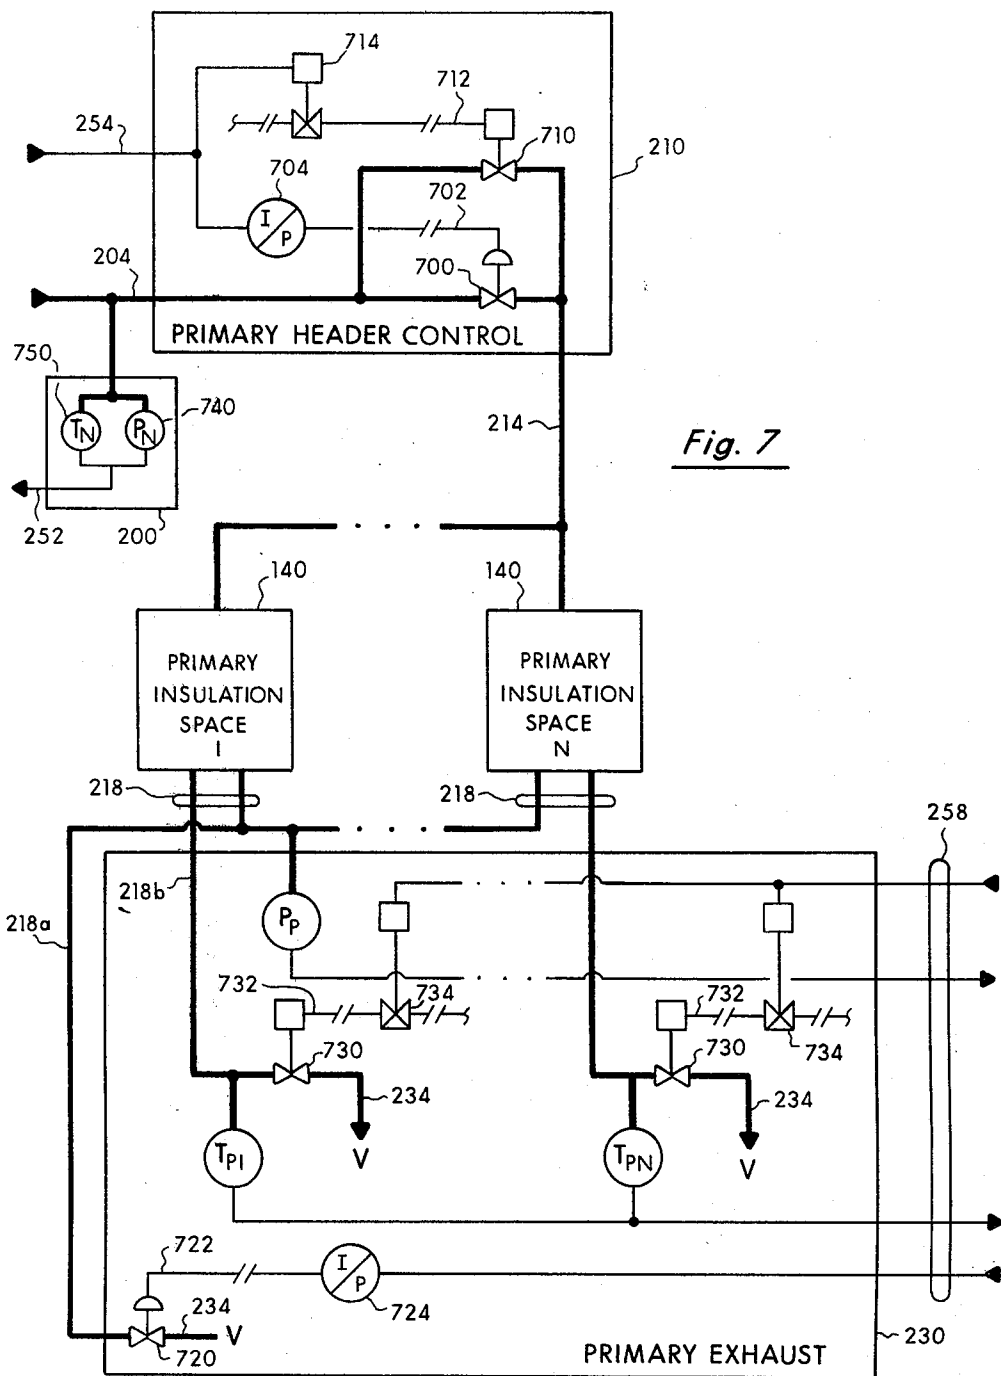 714
712
254
710
210
704
I/P
702
204
700
PRIMARY HEADER CONTROL
750
TN
PN
740
214
Fig. 7
252
200
140
140
PRIMARY
INSULATION
SPACE
I
PRIMARY
INSULATION
SPACE
N
218
218
258
218b
218a
PP
732
734
732
734
730
730
234
234
V
V
TPI
TPN
722
I/P
724
234
V
720
230
PRIMARY EXHAUST